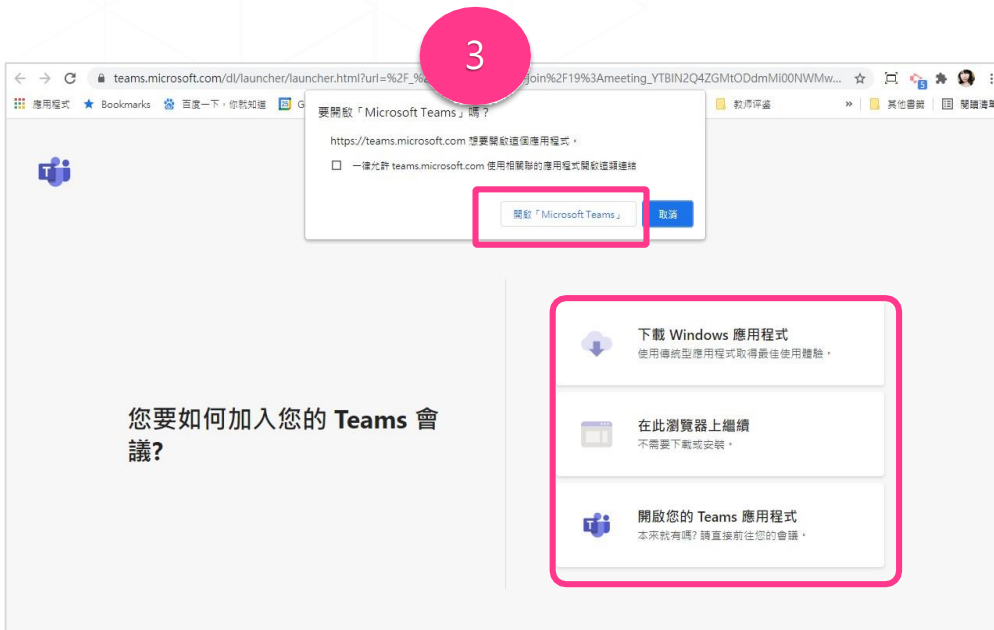 3
teams.microsoft.com/dl/launcher/launcher.html?url=%2F_%2 join%2F19%3Ameeting_YTBIN2Q4ZGMtODdmMi00NWMw...
應用程式 Bookmarks 百度一下，你就知道 G 教师评鉴 » 其他書籤 閱讀清單
要開啟「Microsoft Teams」嗎？
https://teams.microsoft.com 想要開啟這個應用程式。
一律允許 teams.microsoft.com 使用相關聯的應用程式開啟這類連結
開啟「Microsoft Teams」 取消
下載 Windows 應用程式
使用傳統型應用程式取得最佳使用體驗。
您要如何加入您的 Teams 會
議?
在此瀏覽器上繼續
不需要下載或安裝。
開啟您的 Teams 應用程式
本來就有嗎? 請直接前往您的會議。